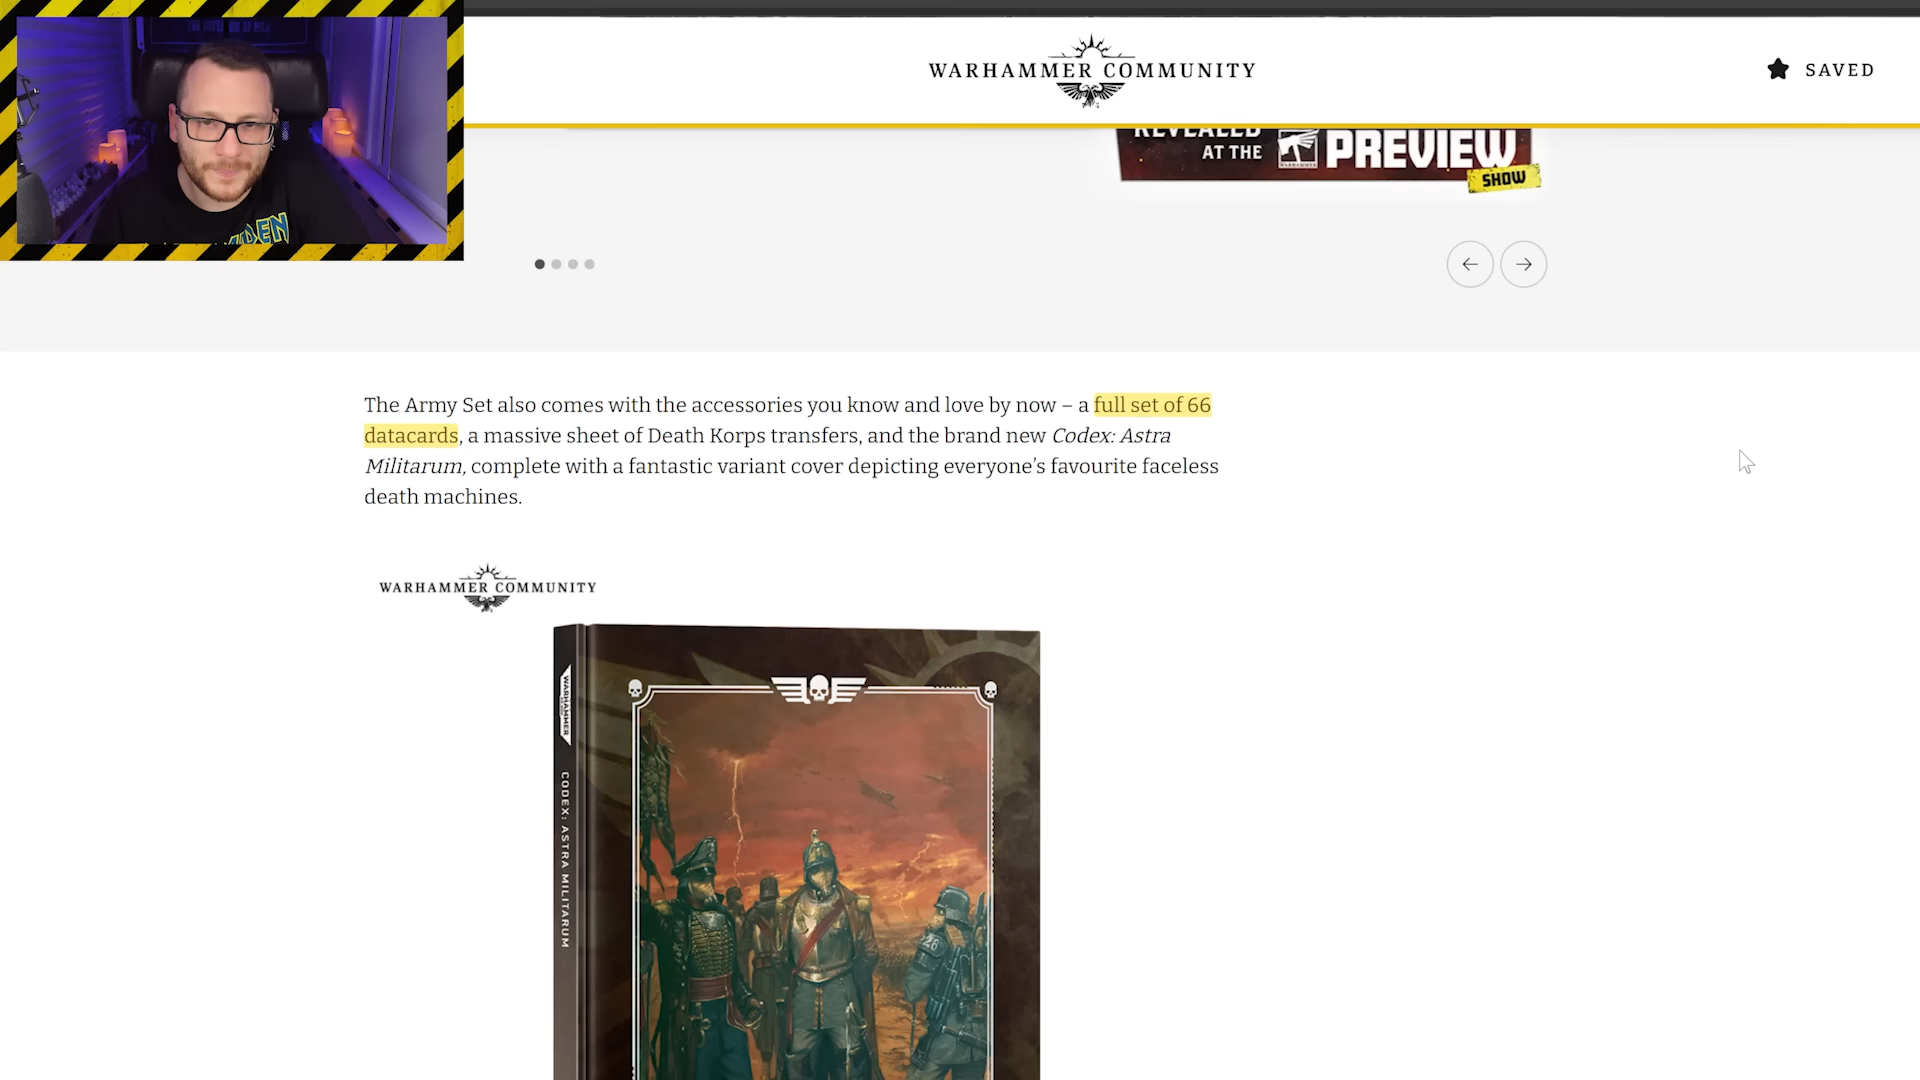 WARHAMMER COMMUNITY
SAVED
REVEALED
AT THE
PREVIEW
SHOW
The Army Set also comes with the accessories you know and love by now – a full set of 66
datacards, a massive sheet of Death Korps transfers, and the brand new Codex: Astra
Militarum, complete with a fantastic variant cover depicting everyone's favourite faceless
death machines.
WARHAMMER COMMUNITY
WARHAMMER
CODEX: ASTRA MILITARUM